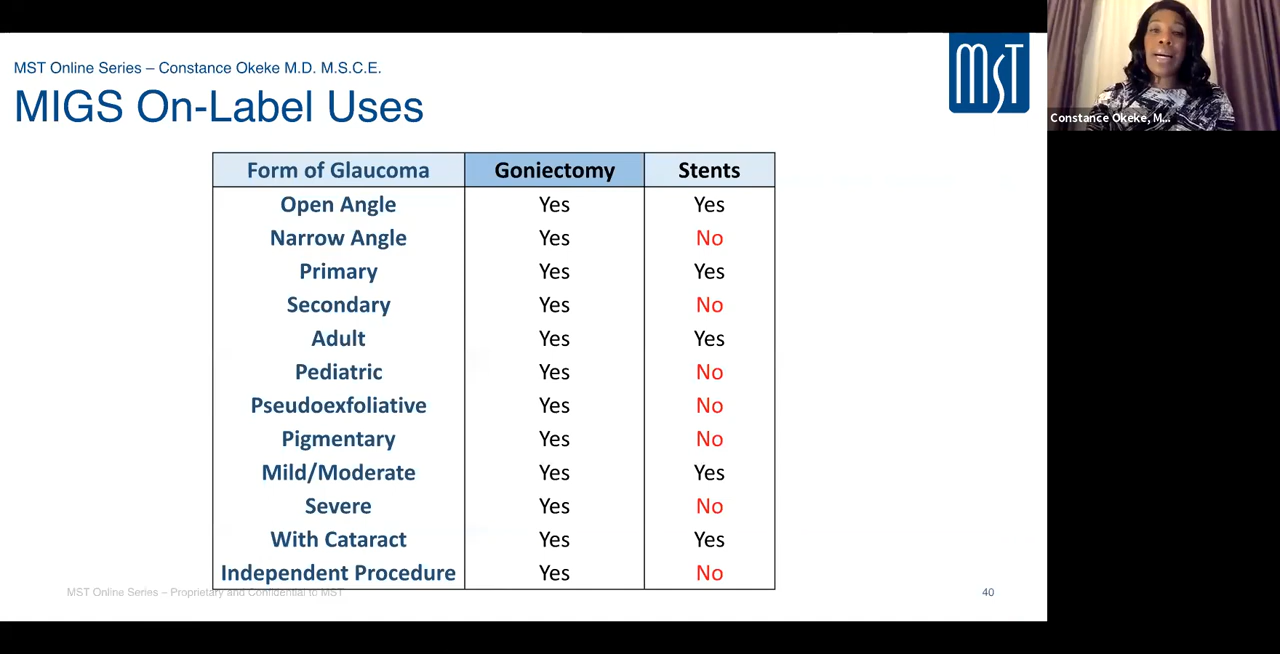 MST Online Series – Constance Okeke M.D. M.S.C.E.
MIGS On-Label Uses
MST
Constance Okeke, M...
Form of Glaucoma Goniectomy Stents
Open Angle Yes Yes
Narrow Angle Yes No
Primary Yes Yes
Secondary Yes No
Adult Yes Yes
Pediatric Yes No
Pseudoexfoliative Yes No
Pigmentary Yes No
Mild/Moderate Yes Yes
Severe Yes No
With Cataract Yes Yes
Independent Procedure Yes No
MST Online Series – Proprietary and Confidential to MST
40